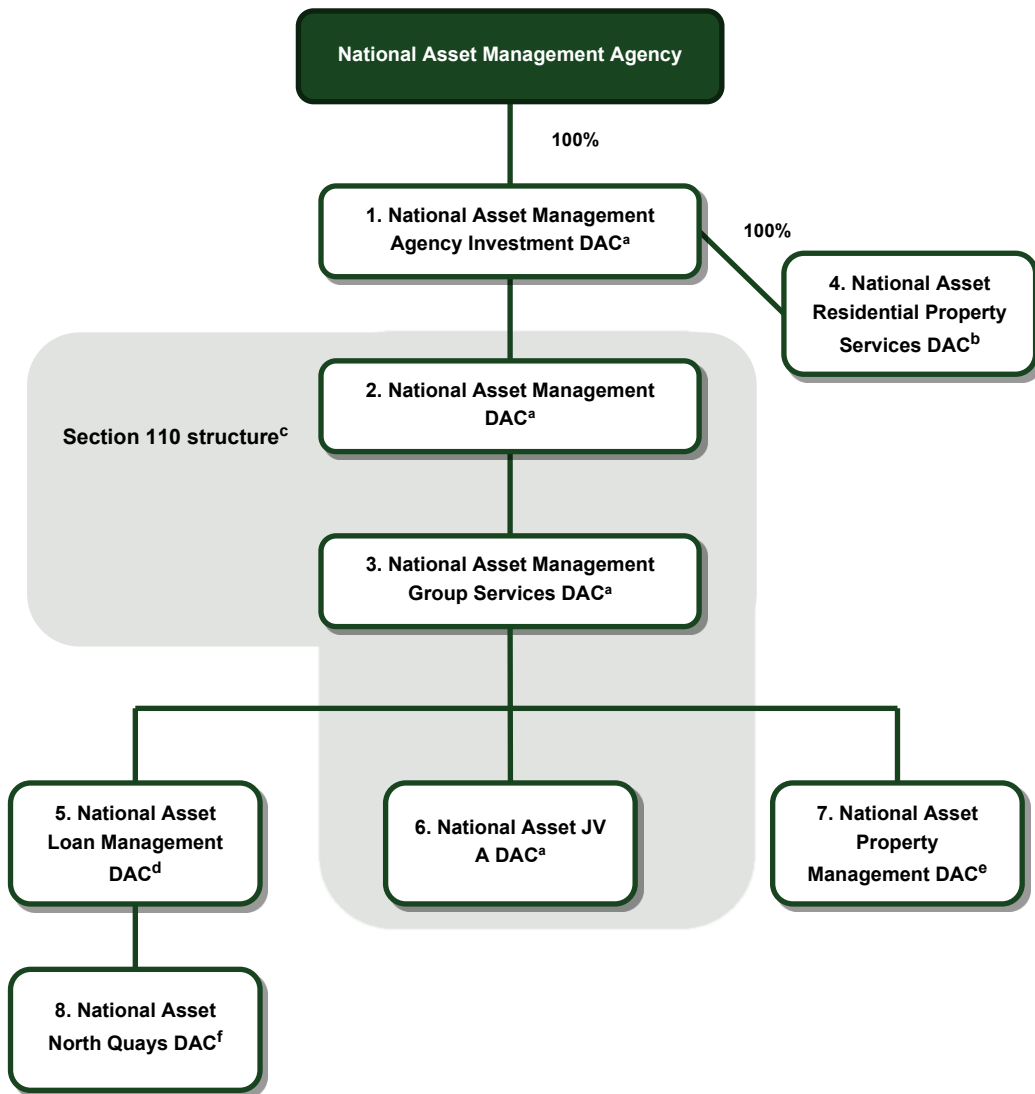 National Asset Management Agency
100%
1. National Asset Management
Agency Investment DACᵃ
100%
4. National Asset
Residential Property
Services DACᵇ
2. National Asset Management
DACᵃ
Section 110 structureᶜ
3. National Asset Management
Group Services DACᵃ
5. National Asset
Loan Management
DACᵈ
6. National Asset JV
A DACᵃ
7. National Asset
Property
Management DACᵉ
8. National Asset
North Quays DACᶠ